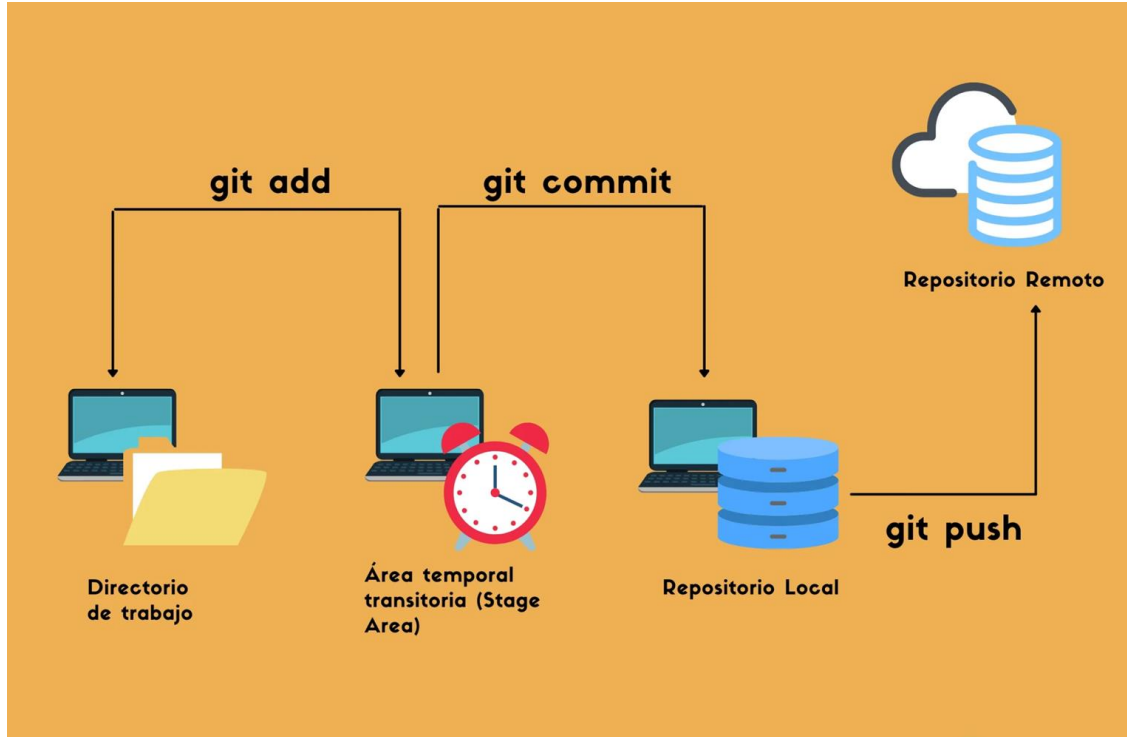 git add
git commit
Repositorio Remoto
git push
Directorio
de trabajo
Área temporal
transitoria (Stage
Area)
Repositorio Local